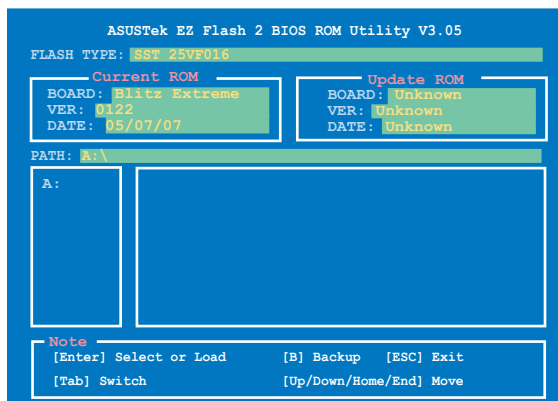 ASUSTek EZ Flash 2 BIOS ROM Utility V3.05
FLASH TYPE: SST 25VF016
Current ROM
BOARD: Blitz Extreme
VER: 0122
DATE: 05/07/07
Update ROM
BOARD: Unknown
VER: Unknown
DATE: Unknown
PATH: A:\
A:
Note
[Enter] Select or Load [B] Backup [ESC] Exit
[Tab] Switch [Up/Down/Home/End] Move